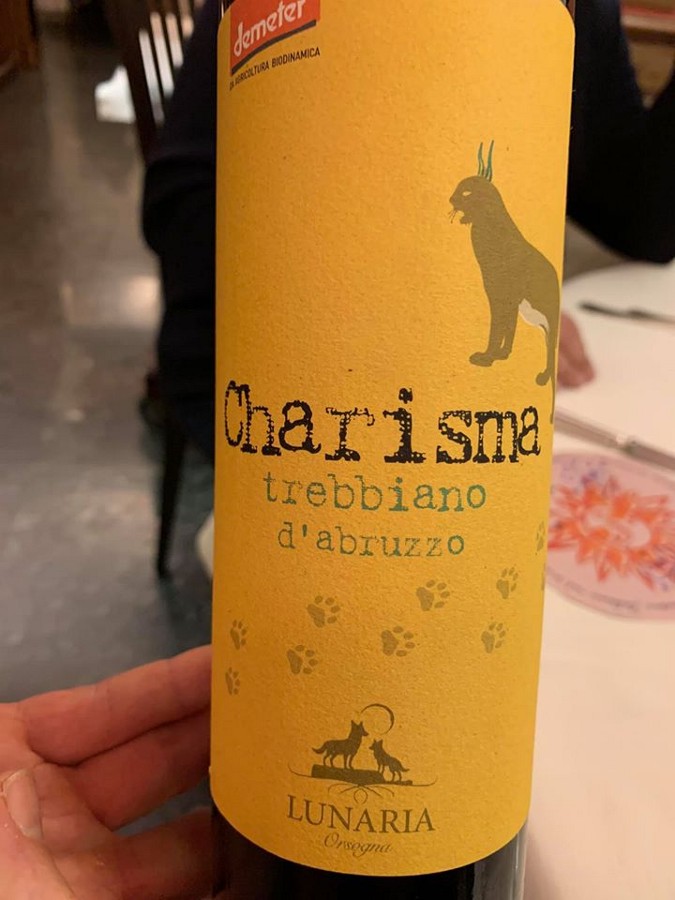 demeter
DA AGRICOLTURA BIODINAMICA
Charisma
trebbiano
d'abruzzo
LUNARIA
Orsogna